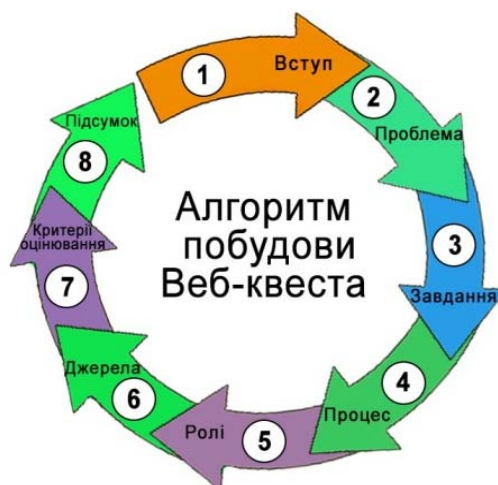 Алгоритм
побудови
Веб-квеста
1 Вступ
2
Проблема
3
Завдання
4
Процес
5
Ролі
6
Джерела
7
Критерії
оцінювання
8
Підсумок